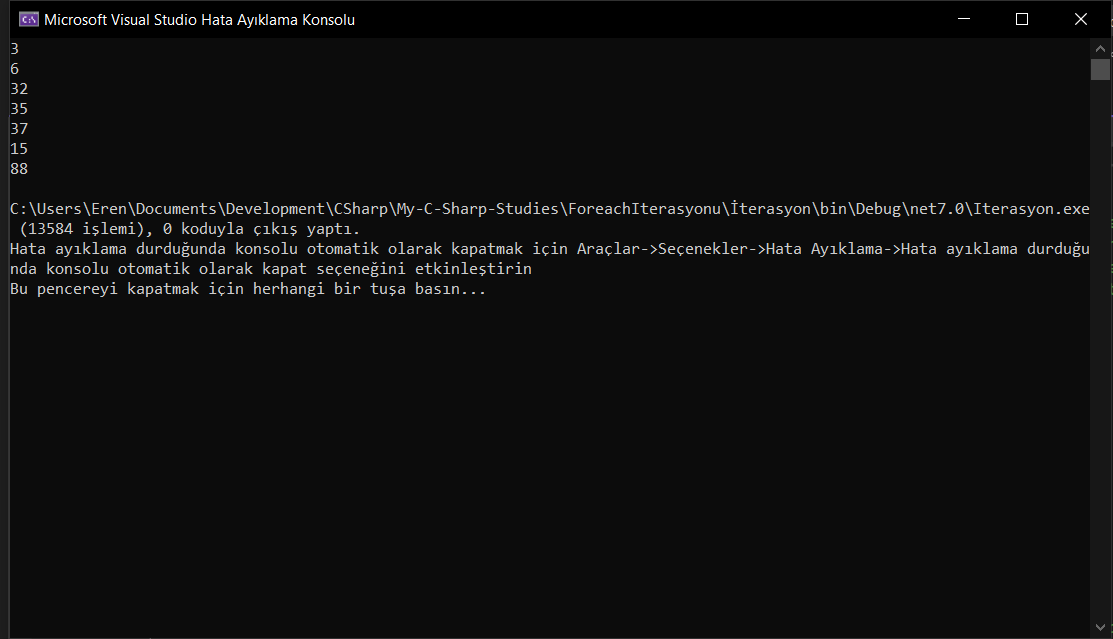 Microsoft Visual Studio Hata Ayıklama Konsolu
3
6
32
35
37
15
88
C:\Users\Eren\Documents\Development\CSharp\My-C-Sharp-Studies\ForeachIterasyonu\İterasyon\bin\Debug\net7.0\Iterasyon.exe
(13584 işlemi), 0 koduyla çıkış yaptı.
Hata ayıklama durduğunda konsolu otomatik olarak kapatmak için Araçlar->Seçenekler->Hata Ayıklama->Hata ayıklama durduğu
nda konsolu otomatik olarak kapat seçeneğini etkinleştirin
Bu pencereyi kapatmak için herhangi bir tuşa basın...